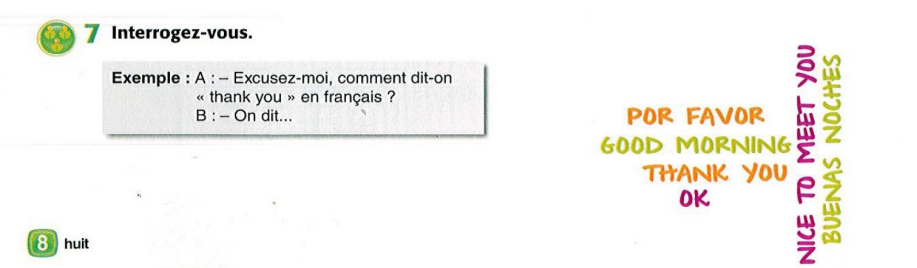 7 Interrogez-vous.
Exemple : A : – Excusez-moi, comment dit-on
« thank you » en français ?
B : – On dit...
POR FAVOR
GOOD MORNING
THANK YOU
OK
NICE TO MEET YOU
BUENAS NOCHES
8 huit